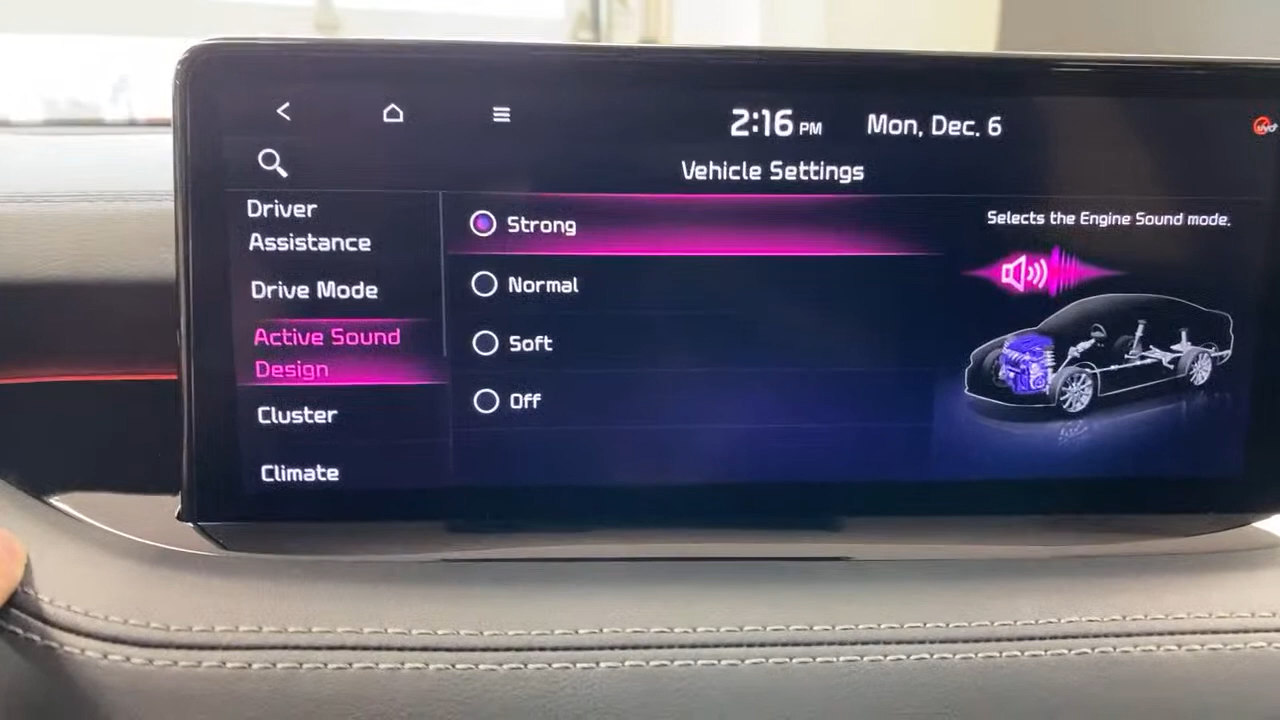 2:16 PM Mon, Dec. 6
Vehicle Settings
Driver
Assistance
Drive Mode
Active Sound
Design
Cluster
Climate
Strong
Normal
Soft
Off
Selects the Engine Sound mode.